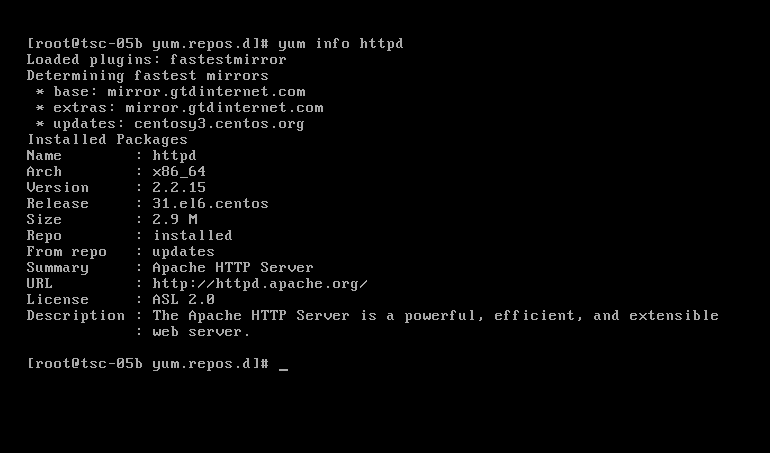 [root@tsc-05b yum.repos.d]# yum info httpd
Loaded plugins: fastestmirror
Determining fastest mirrors
 * base: mirror.gtdinternet.com
 * extras: mirror.gtdinternet.com
 * updates: centosy3.centos.org
Installed Packages
Name        : httpd
Arch        : x86_64
Version     : 2.2.15
Release     : 31.el6.centos
Size        : 2.9 M
Repo        : installed
From repo   : updates
Summary     : Apache HTTP Server
URL         : http://httpd.apache.org/
License     : ASL 2.0
Description : The Apache HTTP Server is a powerful, efficient, and extensible
            : web server.
[root@tsc-05b yum.repos.d]# _